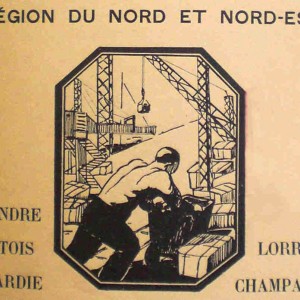 ÉGION DU NORD ET NORD-ES
NDRE
TOIS LORR
ARDIE CHAMPA